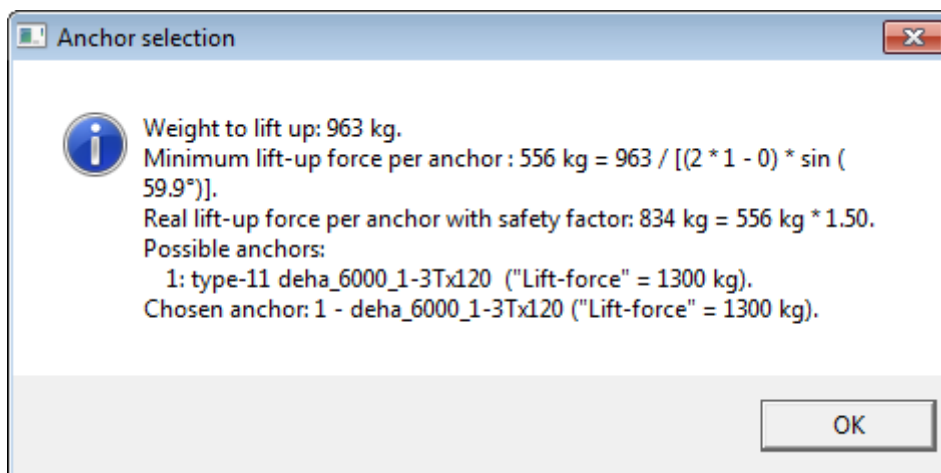 Anchor selection
Weight to lift up: 963 kg.
Minimum lift-up force per anchor : 556 kg = 963 / [(2 * 1 - 0) * sin (
59.9°)].
Real lift-up force per anchor with safety factor: 834 kg = 556 kg * 1.50.
Possible anchors:
1: type-11 deha_6000_1-3Tx120  ("Lift-force" = 1300 kg).
Chosen anchor: 1 - deha_6000_1-3Tx120 ("Lift-force" = 1300 kg).
OK